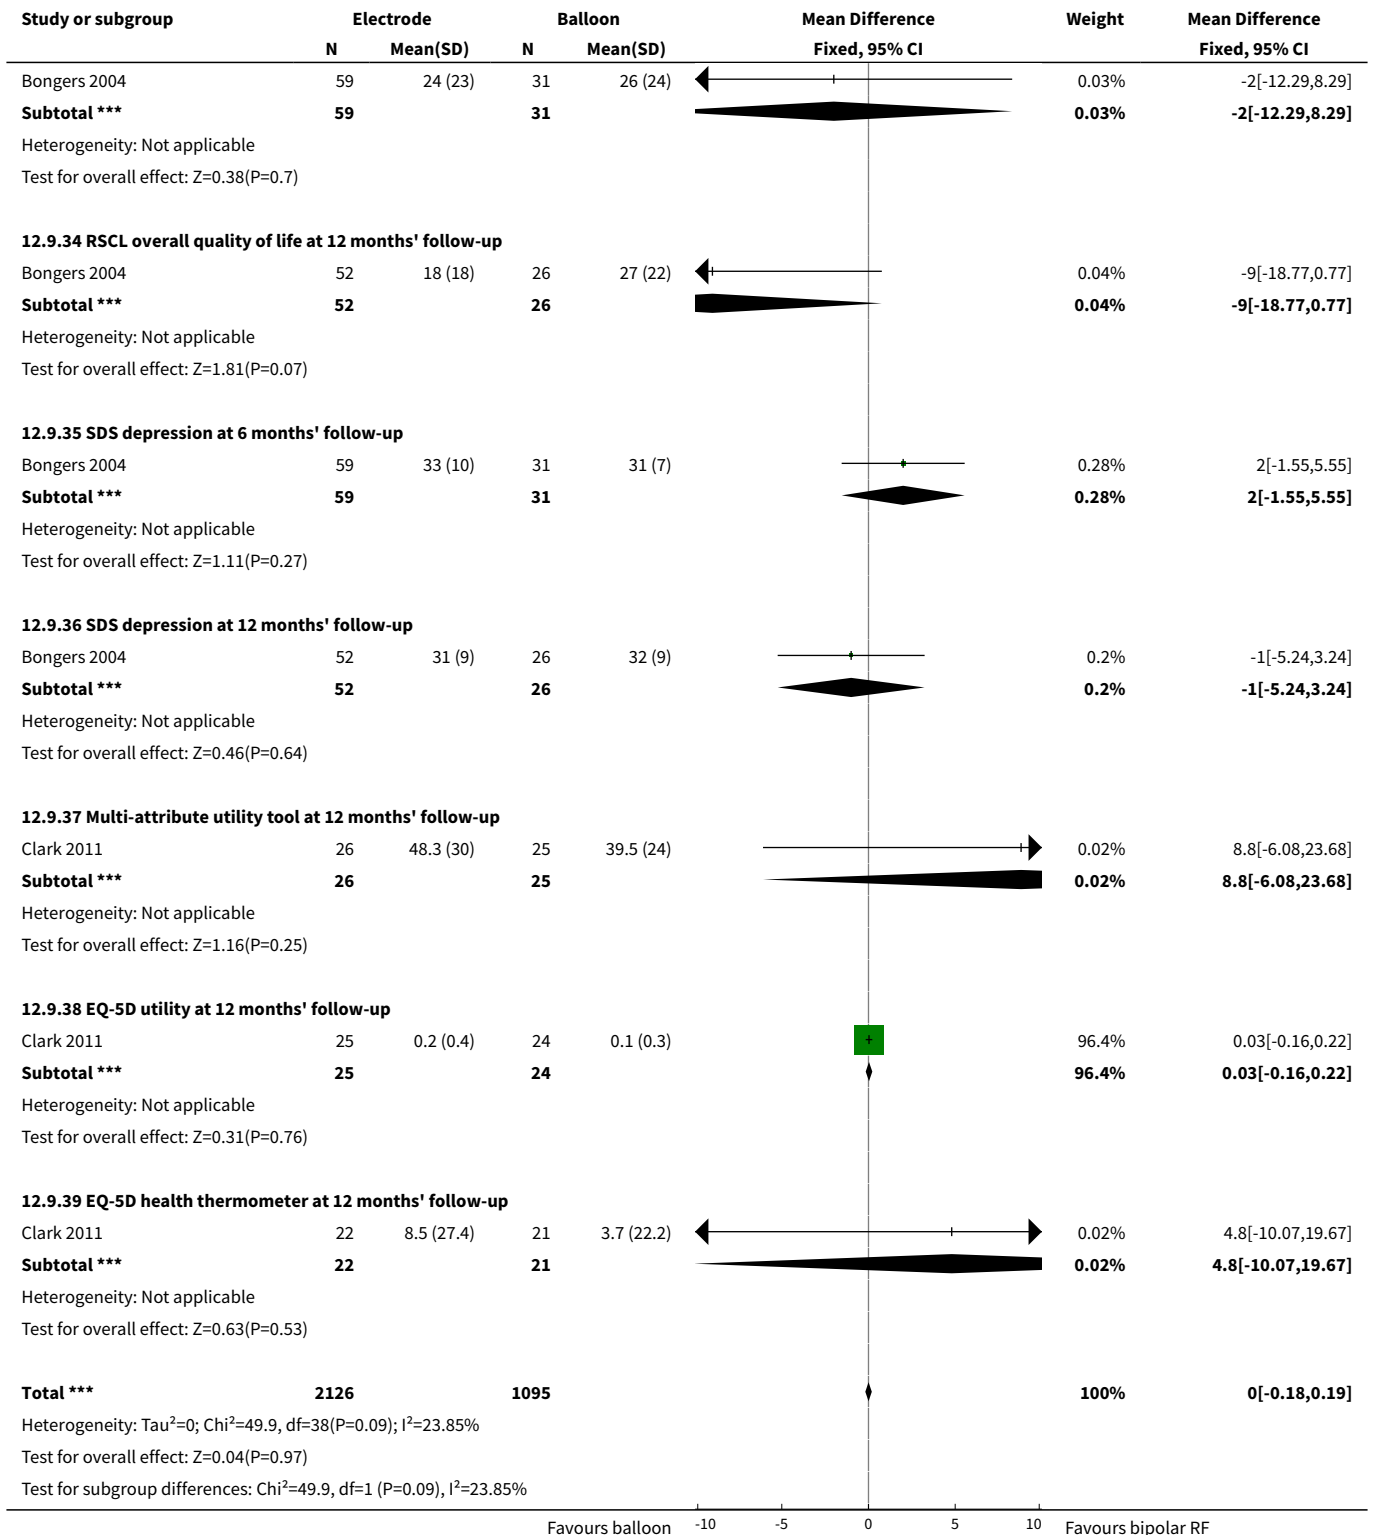 Study or subgroup Electrode Balloon Mean Difference Weight Mean Difference
N Mean(SD) N Mean(SD) Fixed, 95% CI Fixed, 95% CI
Bongers 2004 59 24 (23) 31 26 (24) 0.03% -2[-12.29,8.29]
Subtotal *** 59 31 0.03% -2[-12.29,8.29]
Heterogeneity: Not applicable
Test for overall effect: Z=0.38(P=0.7)
12.9.34 RSCL overall quality of life at 12 months' follow-up
Bongers 2004 52 18 (18) 26 27 (22) 0.04% -9[-18.77,0.77]
Subtotal *** 52 26 0.04% -9[-18.77,0.77]
Heterogeneity: Not applicable
Test for overall effect: Z=1.81(P=0.07)
12.9.35 SDS depression at 6 months' follow-up
Bongers 2004 59 33 (10) 31 31 (7) 0.28% 2[-1.55,5.55]
Subtotal *** 59 31 0.28% 2[-1.55,5.55]
Heterogeneity: Not applicable
Test for overall effect: Z=1.11(P=0.27)
12.9.36 SDS depression at 12 months' follow-up
Bongers 2004 52 31 (9) 26 32 (9) 0.2% -1[-5.24,3.24]
Subtotal *** 52 26 0.2% -1[-5.24,3.24]
Heterogeneity: Not applicable
Test for overall effect: Z=0.46(P=0.64)
12.9.37 Multi-attribute utility tool at 12 months' follow-up
Clark 2011 26 48.3 (30) 25 39.5 (24) 0.02% 8.8[-6.08,23.68]
Subtotal *** 26 25 0.02% 8.8[-6.08,23.68]
Heterogeneity: Not applicable
Test for overall effect: Z=1.16(P=0.25)
12.9.38 EQ-5D utility at 12 months' follow-up
Clark 2011 25 0.2 (0.4) 24 0.1 (0.3) 96.4% 0.03[-0.16,0.22]
Subtotal *** 25 24 96.4% 0.03[-0.16,0.22]
Heterogeneity: Not applicable
Test for overall effect: Z=0.31(P=0.76)
12.9.39 EQ-5D health thermometer at 12 months' follow-up
Clark 2011 22 8.5 (27.4) 21 3.7 (22.2) 0.02% 4.8[-10.07,19.67]
Subtotal *** 22 21 0.02% 4.8[-10.07,19.67]
Heterogeneity: Not applicable
Test for overall effect: Z=0.63(P=0.53)
Total *** 2126 1095 100% 0[-0.18,0.19]
Heterogeneity: Tau²=0; Chi²=49.9, df=38(P=0.09); I²=23.85%
Test for overall effect: Z=0.04(P=0.97)
Test for subgroup differences: Chi²=49.9, df=1 (P=0.09), I²=23.85%
Favours balloon -10 -5 0 5 10 Favours bipolar RF